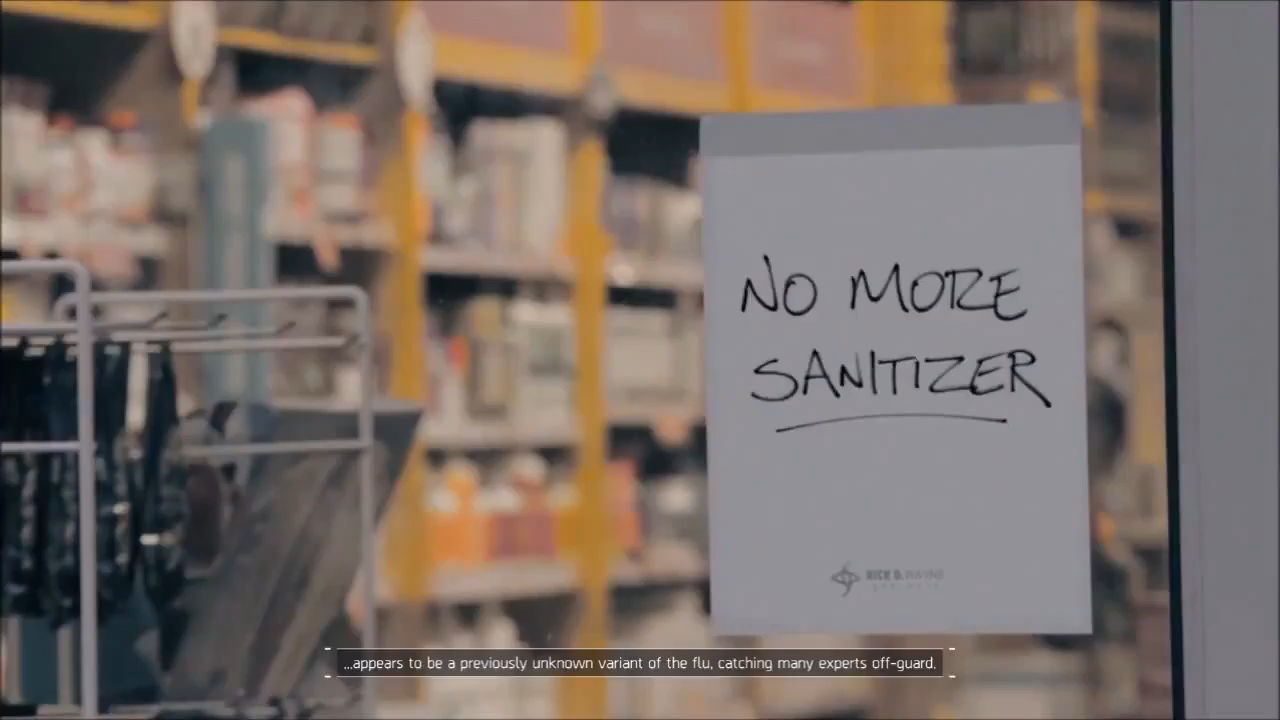 NO MORE
SANITIZER
...appears to be a previously unknown variant of the flu, catching many experts off-guard.